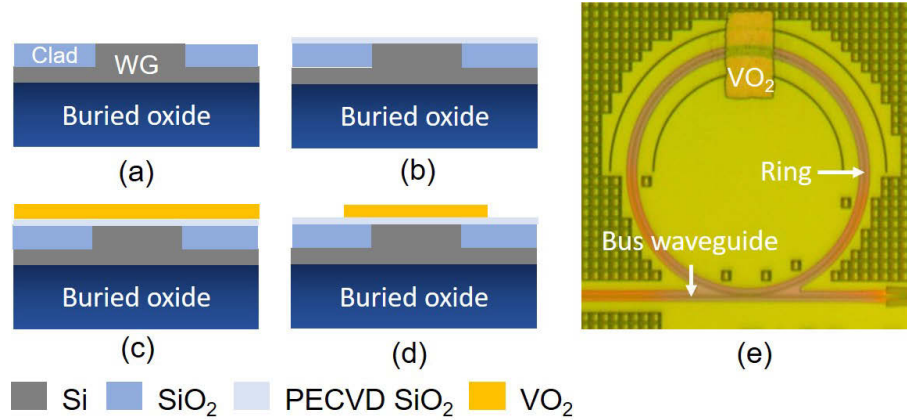 Clad
WG
Buried oxide
(a)
Buried oxide
(b)
Buried oxide
(c)
Buried oxide
(d)
VO₂
Ring
Bus waveguide
(e)
Si SiO₂ PECVD SiO₂ VO₂